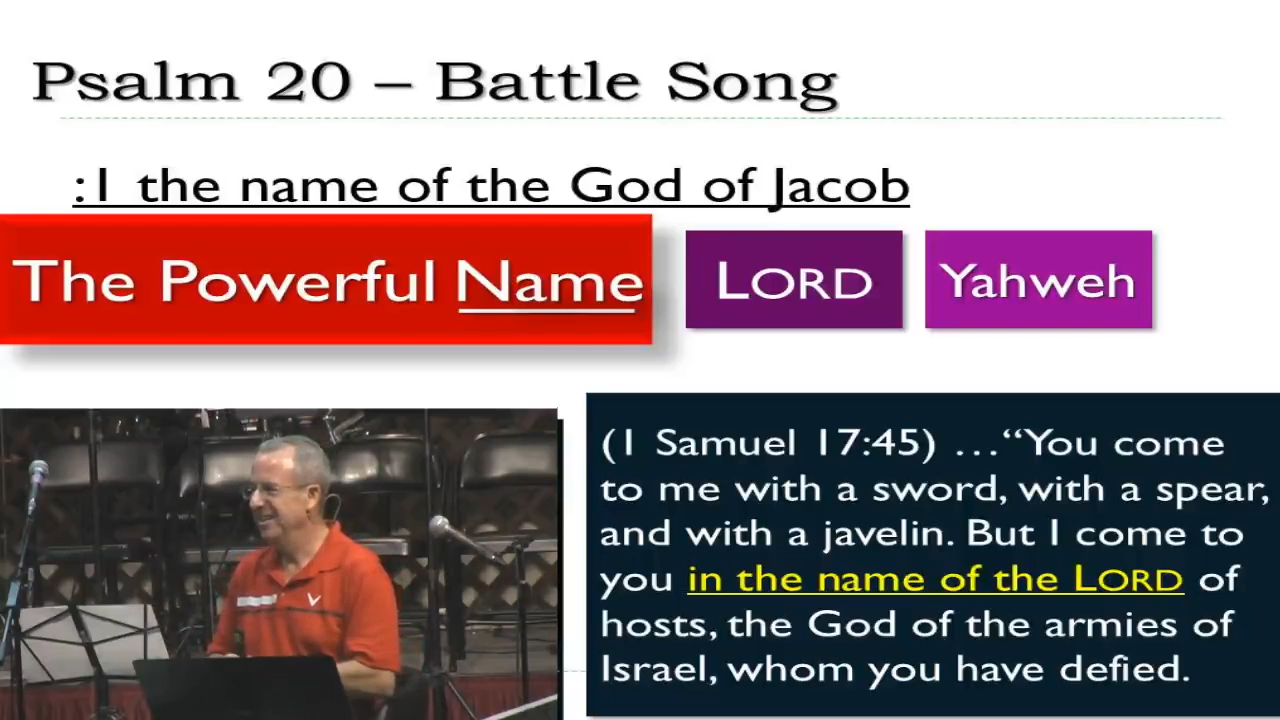 Psalm 20 – Battle Song
:1 the name of the God of Jacob
The Powerful Name
LORD
Yahweh
(1 Samuel 17:45) …“You come
to me with a sword, with a spear,
and with a javelin. But I come to
you in the name of the LORD of
hosts, the God of the armies of
Israel, whom you have defied.